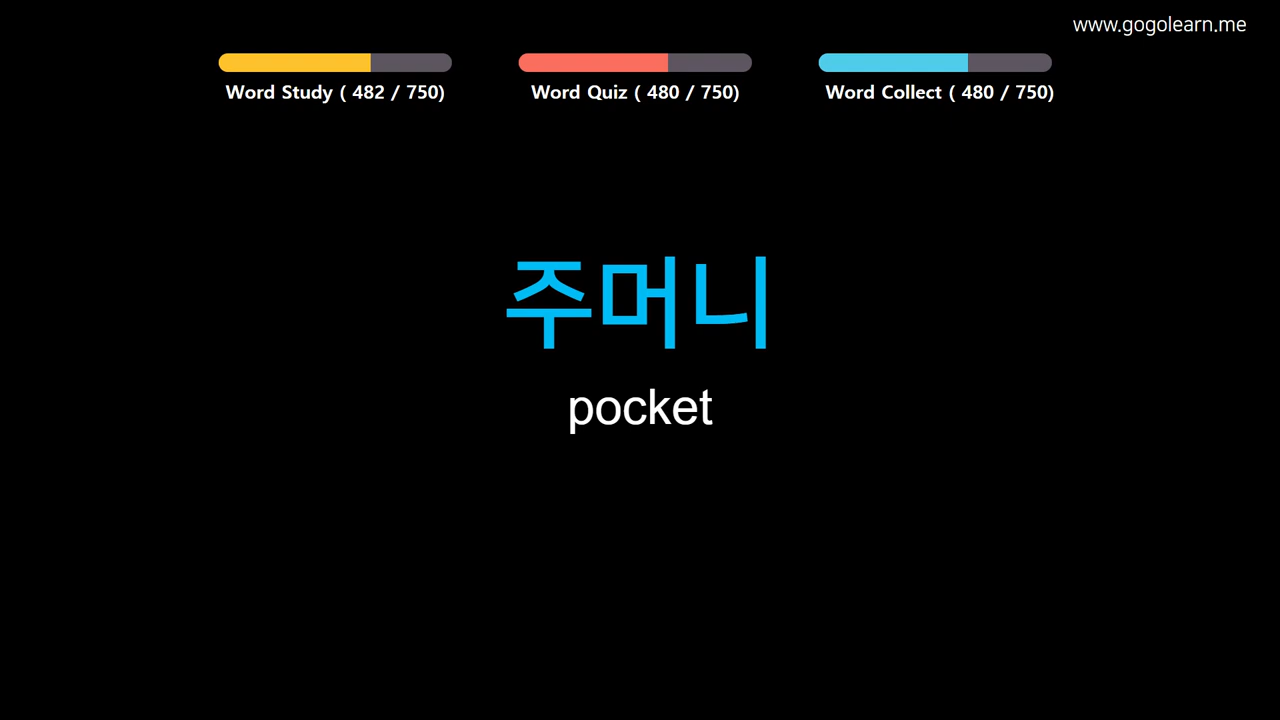 www.gogolearn.me
Word Study ( 482 / 750)
Word Quiz ( 480 / 750)
Word Collect ( 480 / 750)
주머니
pocket